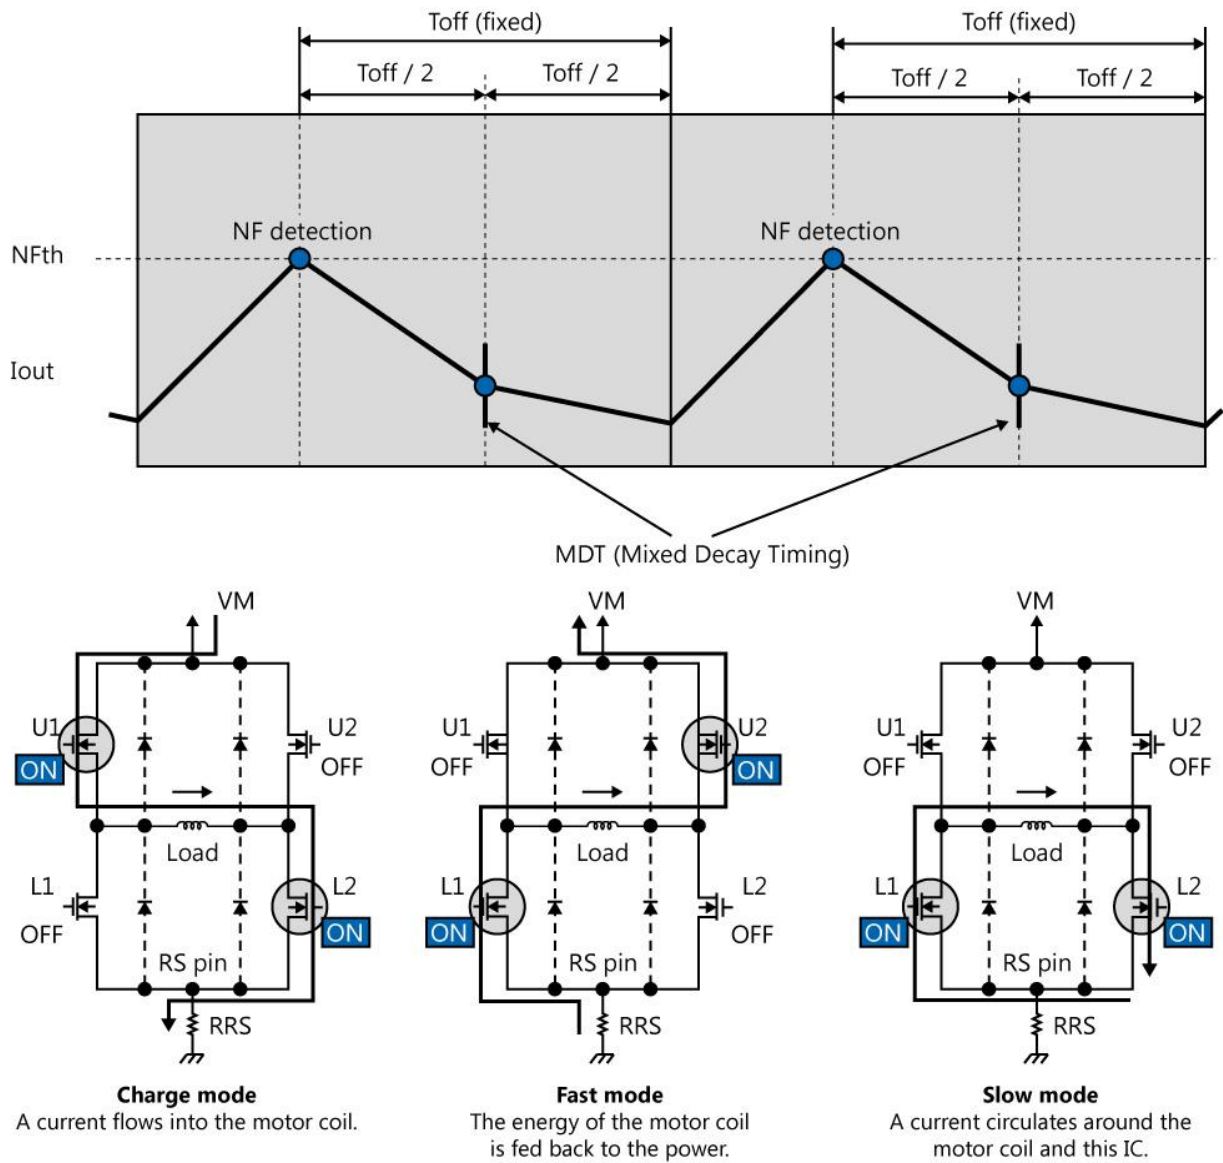 Toff (fixed)
Toff (fixed)
Toff / 2
Toff / 2
Toff / 2
Toff / 2
NF detection
NF detection
NFth
Iout
MDT (Mixed Decay Timing)
VM
U1
ON
U2
OFF
Load
L1
OFF
L2
ON
RS pin
RRS
Charge mode
A current flows into the motor coil.
VM
U1
OFF
U2
ON
Load
L1
ON
L2
OFF
RS pin
RRS
Fast mode
The energy of the motor coil
is fed back to the power.
VM
U1
OFF
U2
OFF
Load
L1
ON
L2
ON
RS pin
RRS
Slow mode
A current circulates around the
motor coil and this IC.